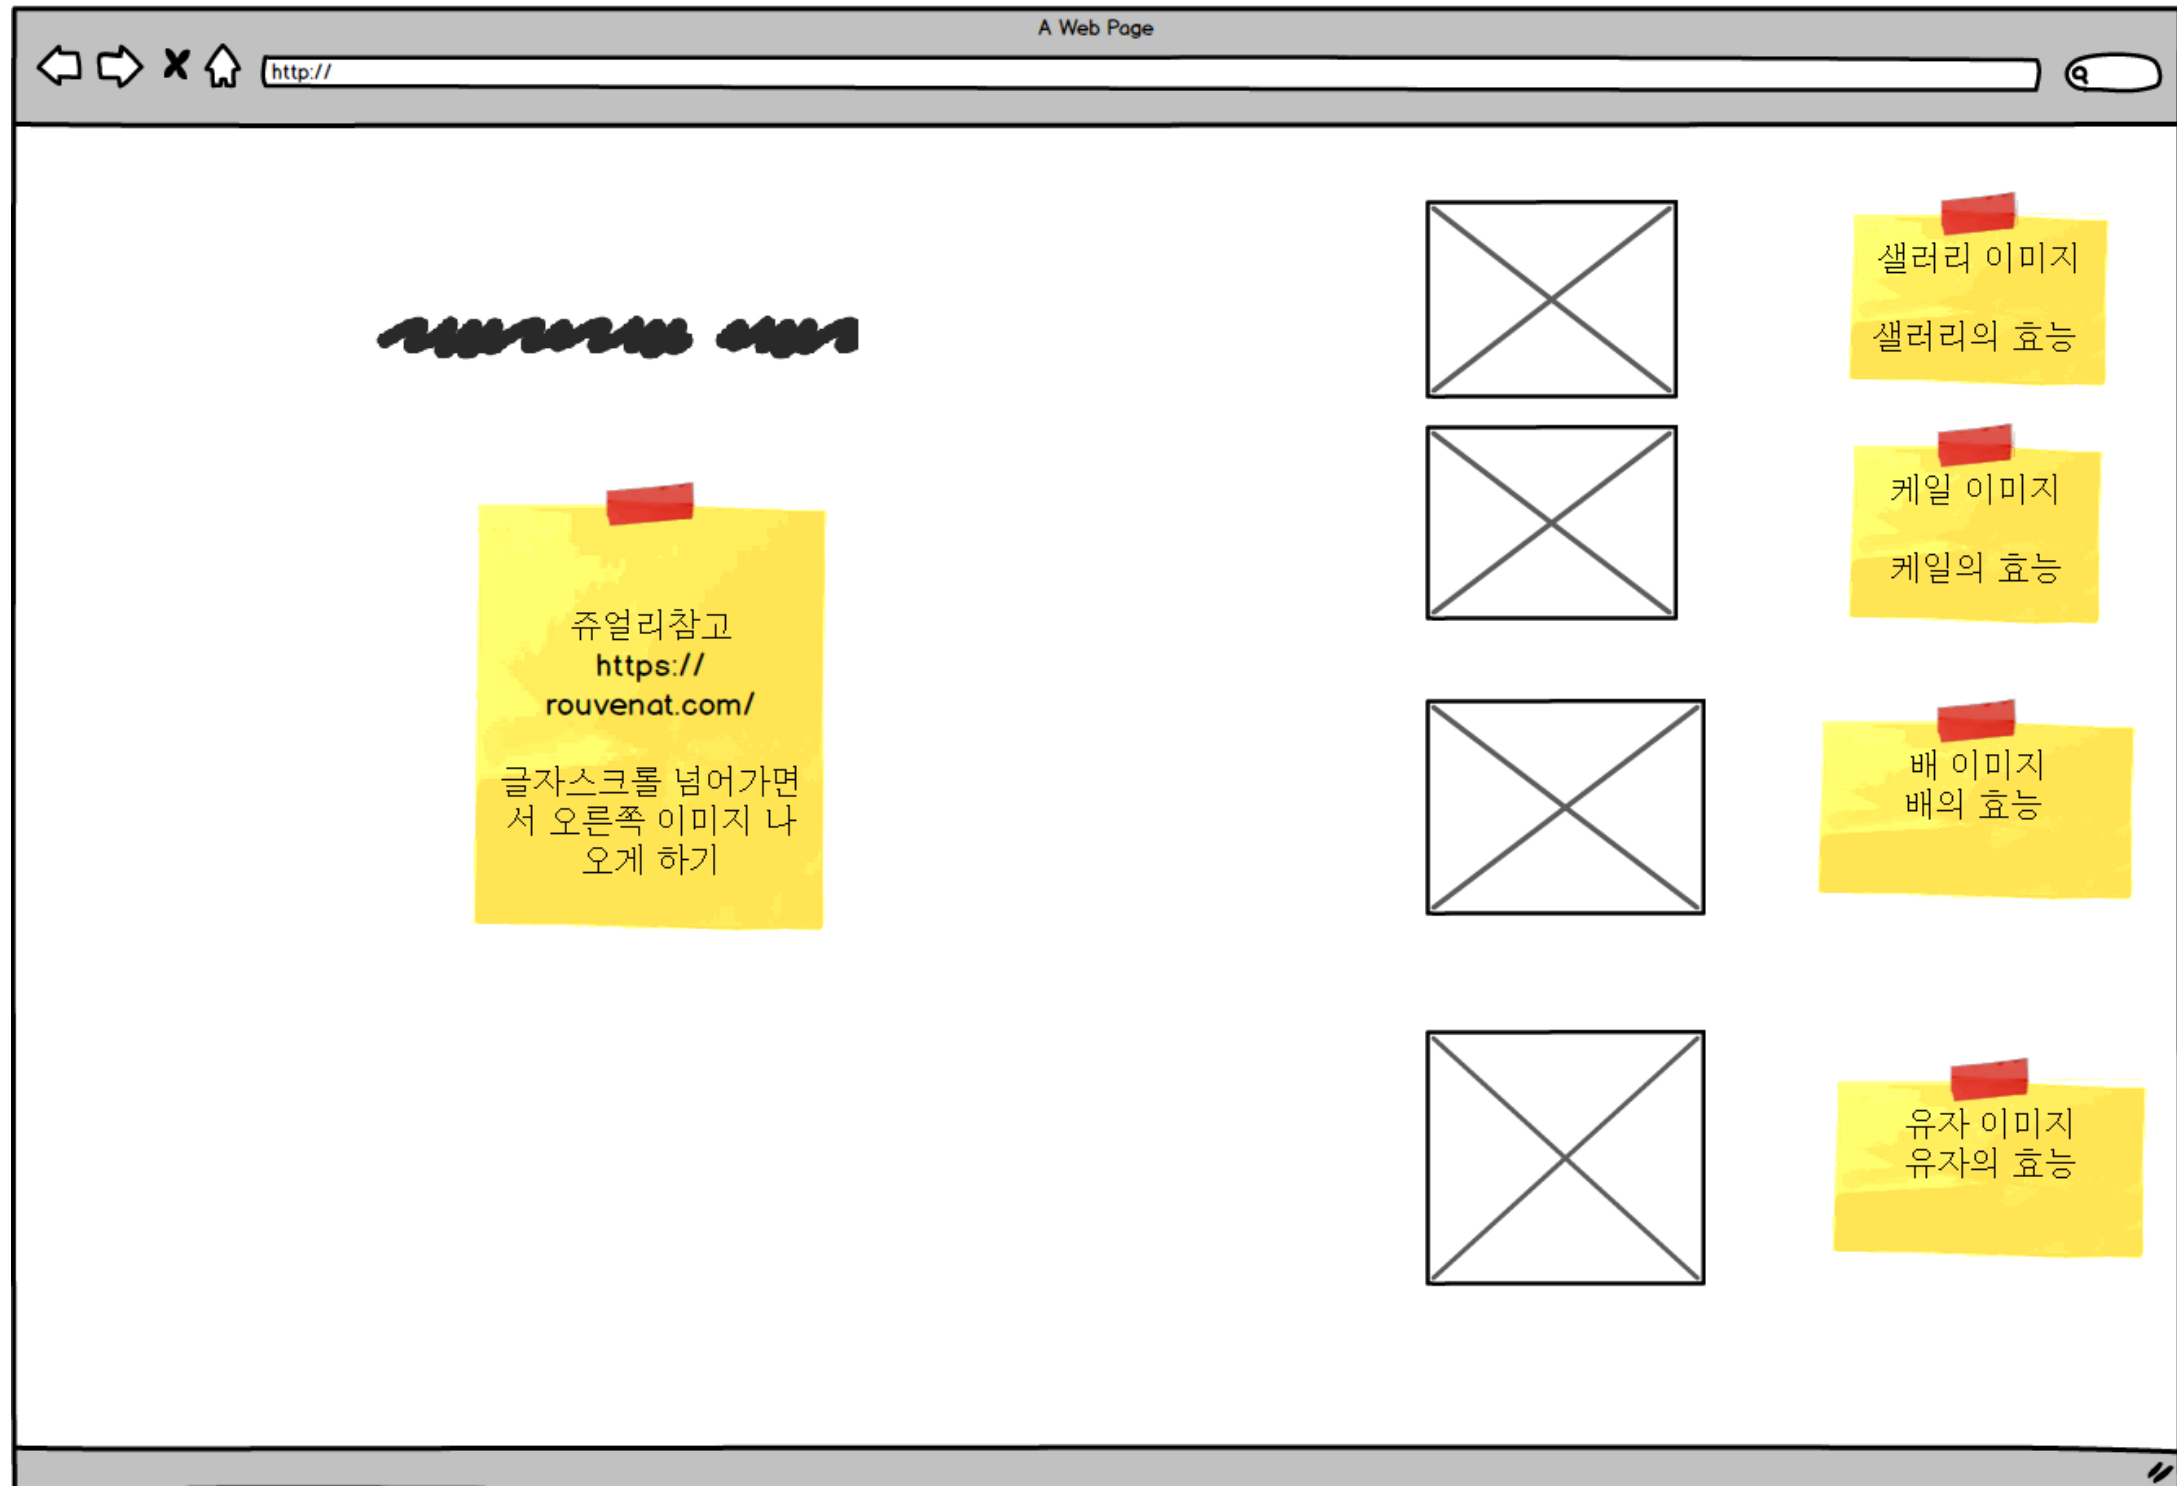 A Web Page
http://
샐러리 이미지
샐러리의 효능
케일 이미지
케일의 효능
쥬얼리참고
https://
rouvenat.com/
글자스크롤 넘어가면
서 오른쪽 이미지 나
오게 하기
배 이미지
배의 효능
유자 이미지
유자의 효능